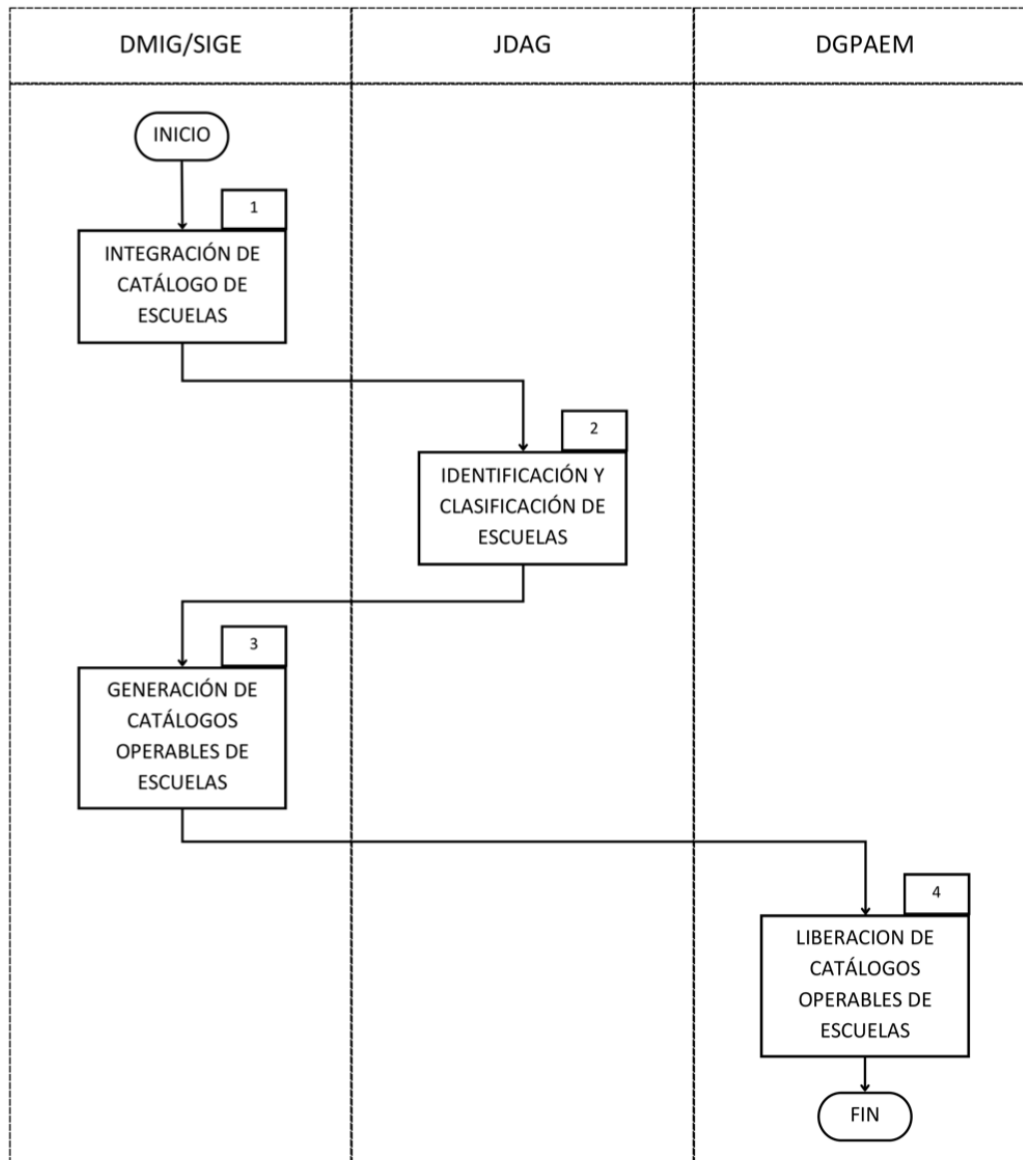 DMIG/SIGE
JDAG
DGPAEM
INICIO
1
INTEGRACIÓN DE
CATÁLOGO DE
ESCUELAS
2
IDENTIFICACIÓN Y
CLASIFICACIÓN DE
ESCUELAS
3
GENERACIÓN DE
CATÁLOGOS
OPERABLES DE
ESCUELAS
4
LIBERACION DE
CATÁLOGOS
OPERABLES DE
ESCUELAS
FIN